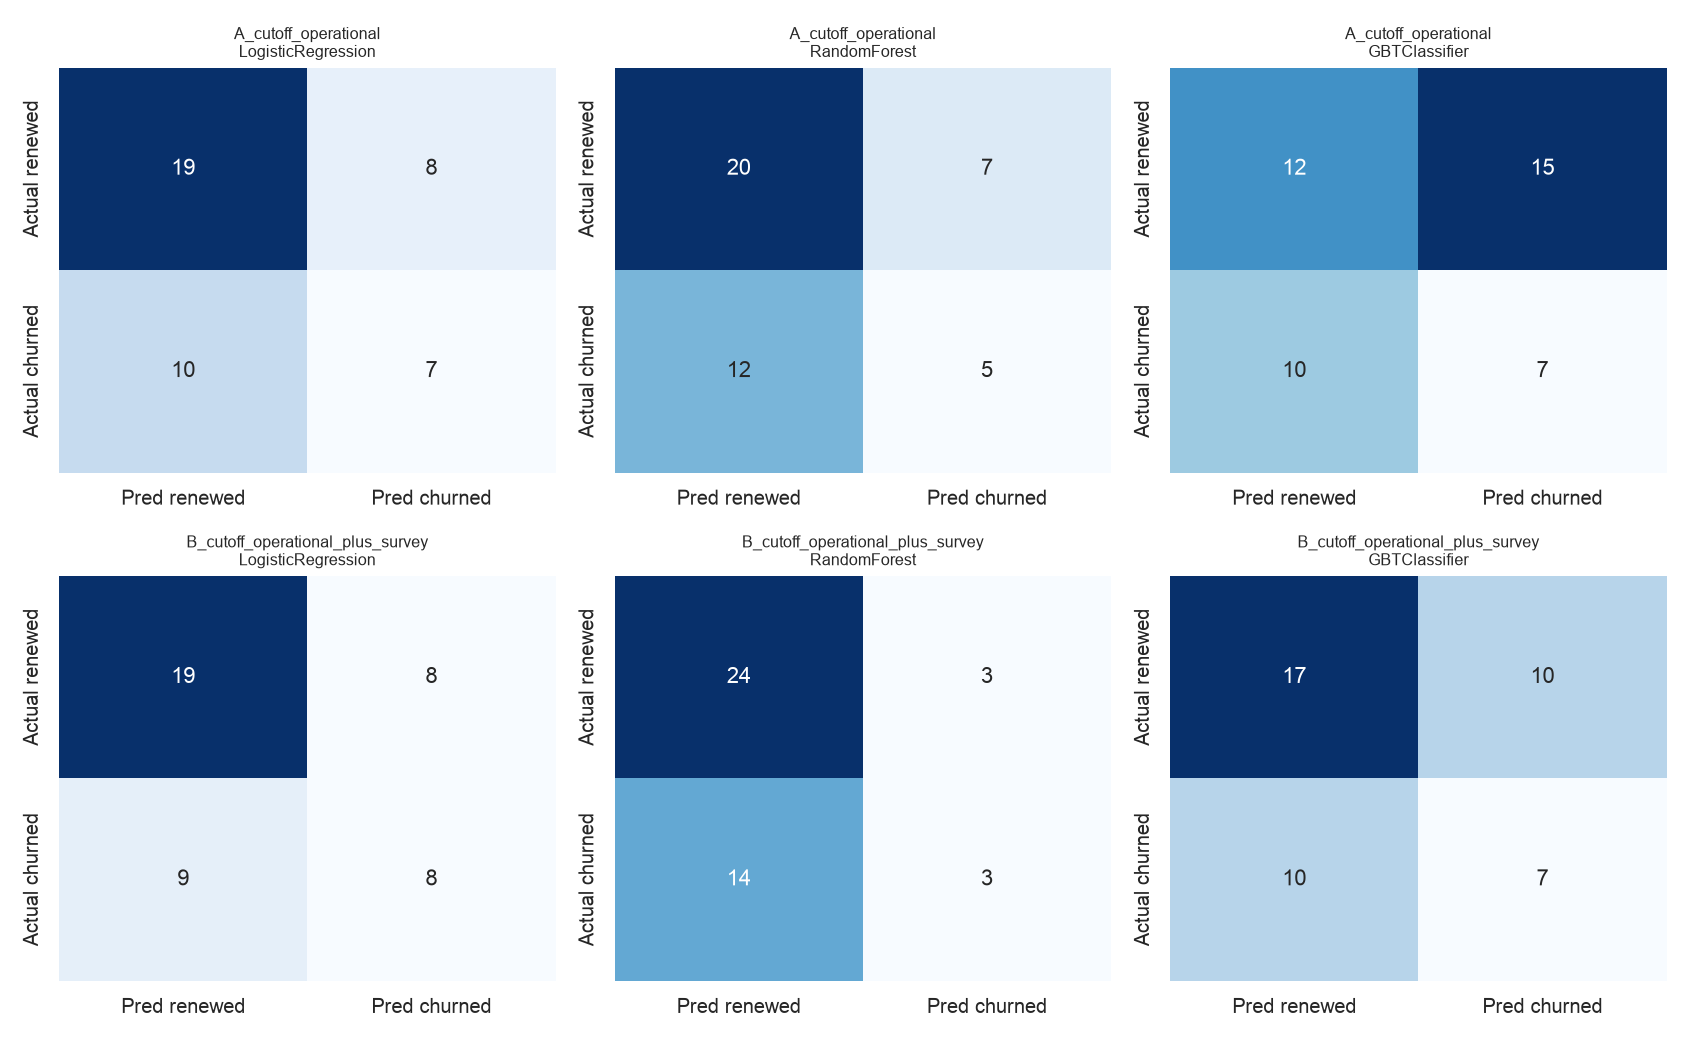 A_cutoff_operational
LogisticRegression
Actual renewed
19
8
Actual churned
10
7
Pred renewed
Pred churned
A_cutoff_operational
RandomForest
Actual renewed
20
7
Actual churned
12
5
Pred renewed
Pred churned
A_cutoff_operational
GBTClassifier
Actual renewed
12
15
Actual churned
10
7
Pred renewed
Pred churned
B_cutoff_operational_plus_survey
LogisticRegression
Actual renewed
19
8
Actual churned
9
8
Pred renewed
Pred churned
B_cutoff_operational_plus_survey
RandomForest
Actual renewed
24
3
Actual churned
14
3
Pred renewed
Pred churned
B_cutoff_operational_plus_survey
GBTClassifier
Actual renewed
17
10
Actual churned
10
7
Pred renewed
Pred churned